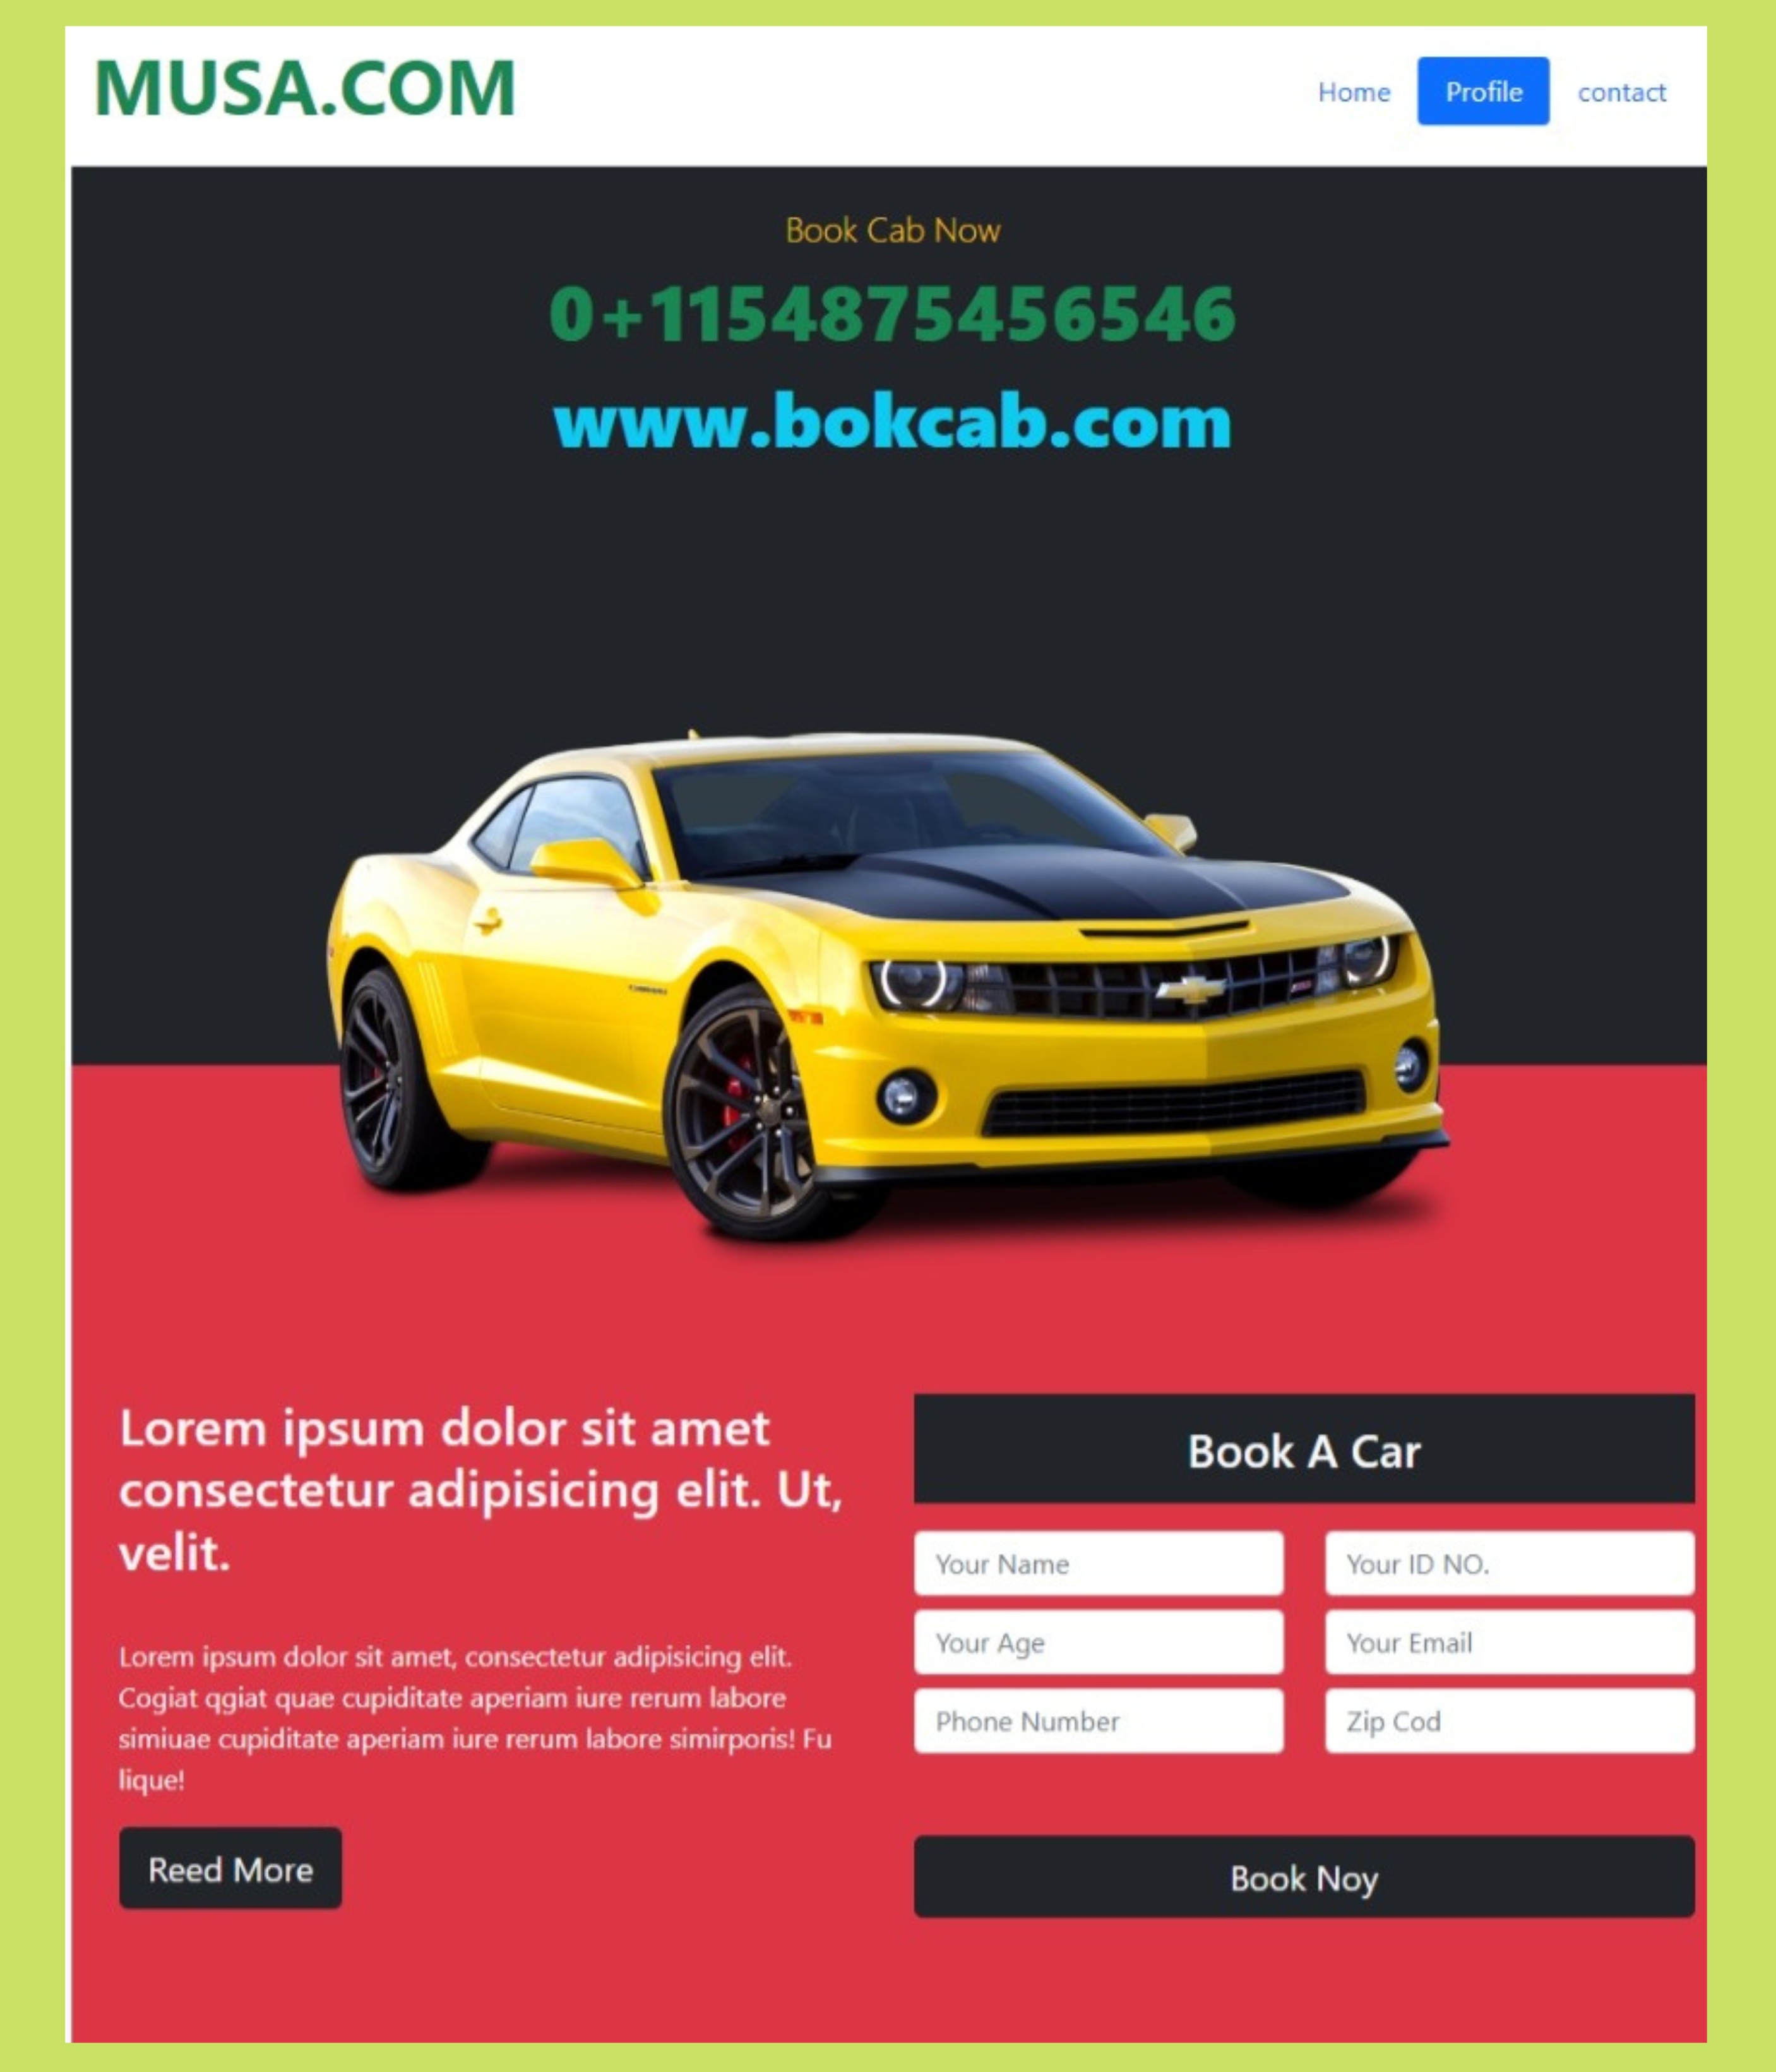 MUSA.COM
Home Profile contact
Book Cab Now
0+1154875456546
www.bokcab.com
Lorem ipsum dolor sit amet
consectetur adipisicing elit. Ut,
velit.
Lorem ipsum dolor sit amet, consectetur adipisicing elit.
Cogiat qgiat quae cupiditate aperiam iure rerum labore
simiuae cupiditate aperiam iure rerum labore simirporis! Fu
lique!
Reed More
Book A Car
Your Name Your ID NO.
Your Age Your Email
Phone Number Zip Cod
Book Noy